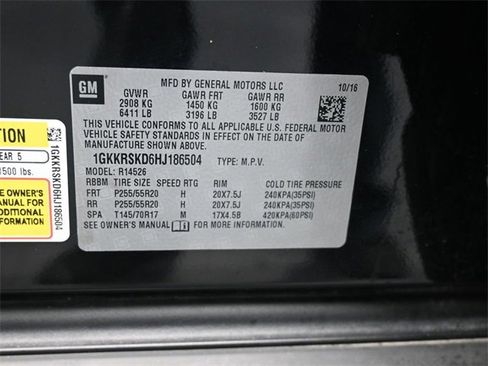 GM
MFD BY GENERAL MOTORS LLC
10/16
GVWR GAWR FRT GAWR RR
2908 KG 1450 KG 1600 KG
6411 LB 3196 LB 3527 LB
THIS VEHICLE CONFORMS TO ALL APPLICABLE U.S. FEDERAL MOTOR
VEHICLE SAFETY STANDARDS IN EFFECT ON THE DATE OF
MANUFACTURE SHOWN ABOVE.
1GKKRSKD6HJ186504 TYPE: M.P.V.
MODEL: R14526
RBBM TIRE SIZE SPEED RTG RIM COLD TIRE PRESSURE
FRT P255/55R20 H 20X7.5J 240KPA(35PSI)
RR P255/55R20 H 20X7.5J 240KPA(35PSI)
SPA T145/70R17 M 17X4.5B 420KPA(60PSI)
SEE OWNER'S MANUAL FOR MORE INFORMATION.
TION
EAR 5
3500 lbs.
E OWNER'S
ANUAL FOR
DDITIONAL
FORMATION
1GKKRSKD6HJ186504